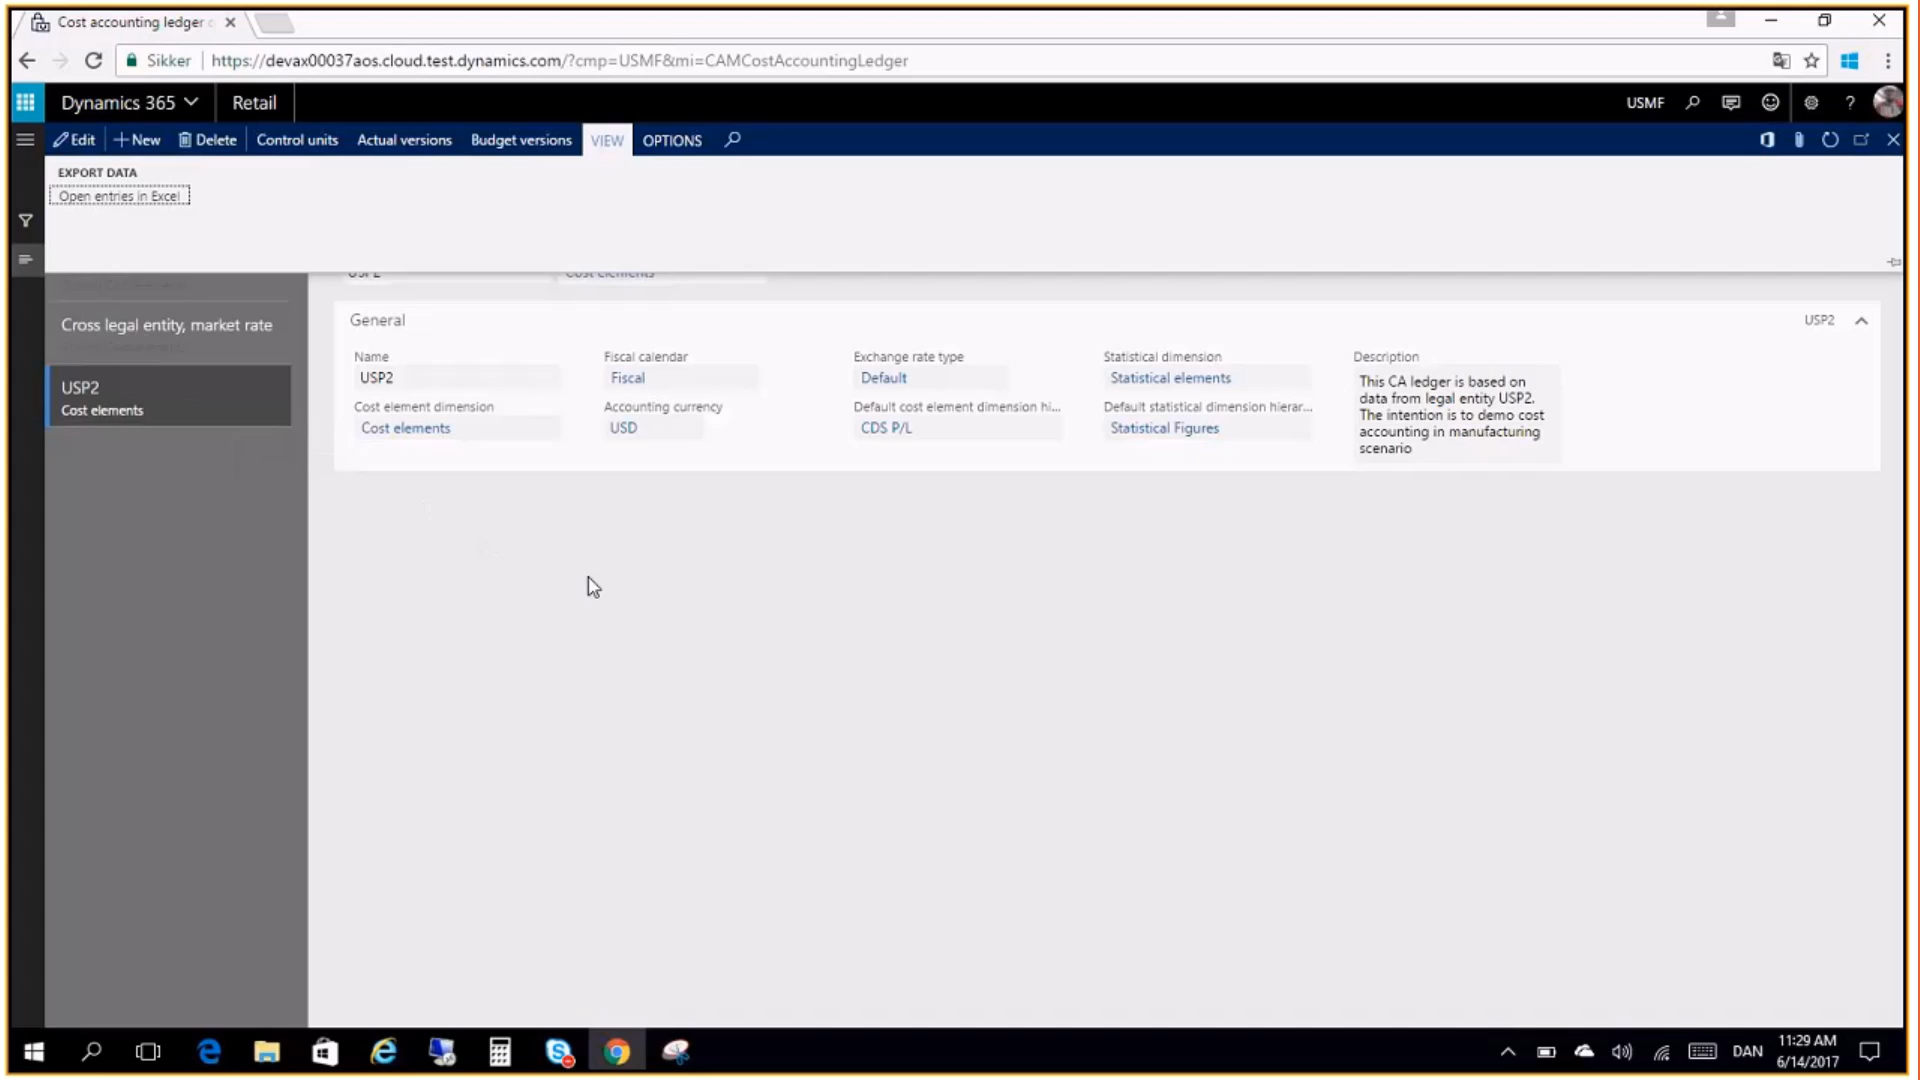 Cost accounting ledger
Sikker https://devax00037aos.cloud.test.dynamics.com/?cmp=USMF&mi=CAMCostAccountingLedger
Dynamics 365 Retail USMF ?
Edit + New Delete Control units Actual versions Budget versions VIEW OPTIONS
EXPORT DATA
Open entries in Excel
USP2 Cost elements
Cross legal entity, market rate
USP2
Cost elements
General USP2
Name Fiscal calendar Exchange rate type Statistical dimension Description
USP2 Fiscal Default Statistical elements This CA ledger is based on
data from legal entity USP2.
Cost element dimension Accounting currency Default cost element dimension hi... Default statistical dimension hierar... The intention is to demo cost
Cost elements USD CDS P/L Statistical Figures accounting in manufacturing
scenario
DAN 11:29 AM
6/14/2017